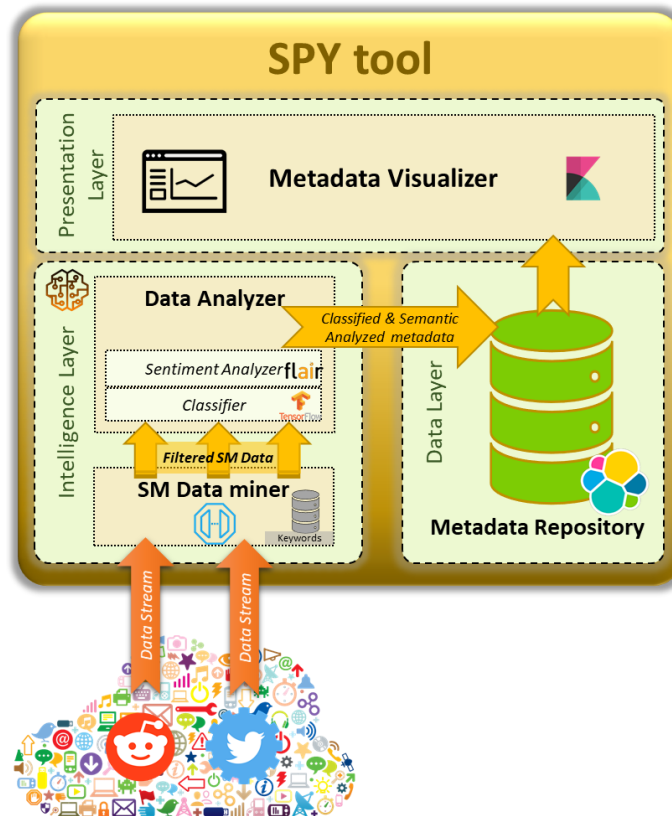 SPY tool
Presentation
Layer
Metadata Visualizer
Intelligence Layer
Data Analyzer
Sentiment Analyzer
flair
Classifier
TensorFlow
Filtered SM Data
SM Data miner
Keywords
Classified & Semantic
Analyzed metadata
Data Layer
Metadata Repository
Data Stream
Data Stream